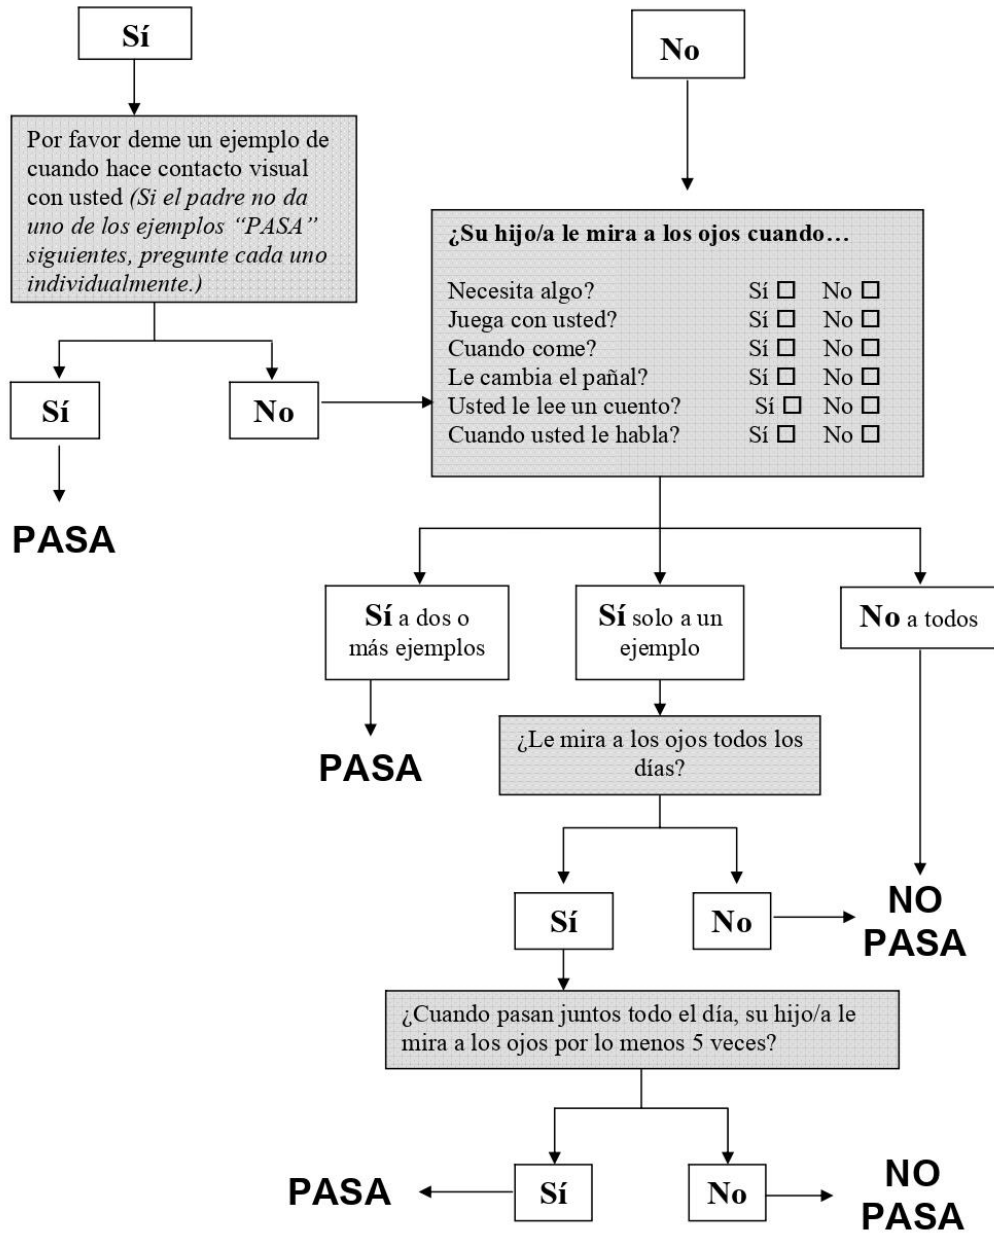 Sí
No
Por favor deme un ejemplo de
cuando hace contacto visual
con usted (Si el padre no da
uno de los ejemplos “PASA”
siguientes, pregunte cada uno
individualmente.)
Sí
No
PASA
¿Su hijo/a le mira a los ojos cuando…
Necesita algo? Sí ☐ No ☐
Juega con usted? Sí ☐ No ☐
Cuando come? Sí ☐ No ☐
Le cambia el pañal? Sí ☐ No ☐
Usted le lee un cuento? Sí ☐ No ☐
Cuando usted le habla? Sí ☐ No ☐
Sí a dos o
más ejemplos
PASA
Sí solo a un
ejemplo
No a todos
¿Le mira a los ojos todos los
días?
Sí
No
NO
PASA
¿Cuando pasan juntos todo el día, su hijo/a le
mira a los ojos por lo menos 5 veces?
PASA
Sí
No
NO
PASA